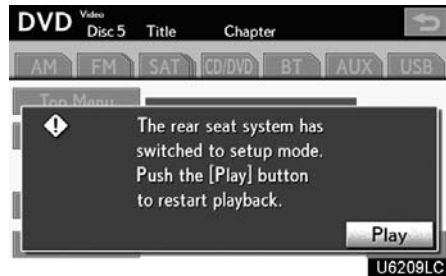 DVD Video Disc 5 Title Chapter
AM FM SAT CD/DVD BT AUX USB
Top Menu
The rear seat system has
switched to setup mode.
Push the [Play] button
to restart playback.
Play
U6209LC